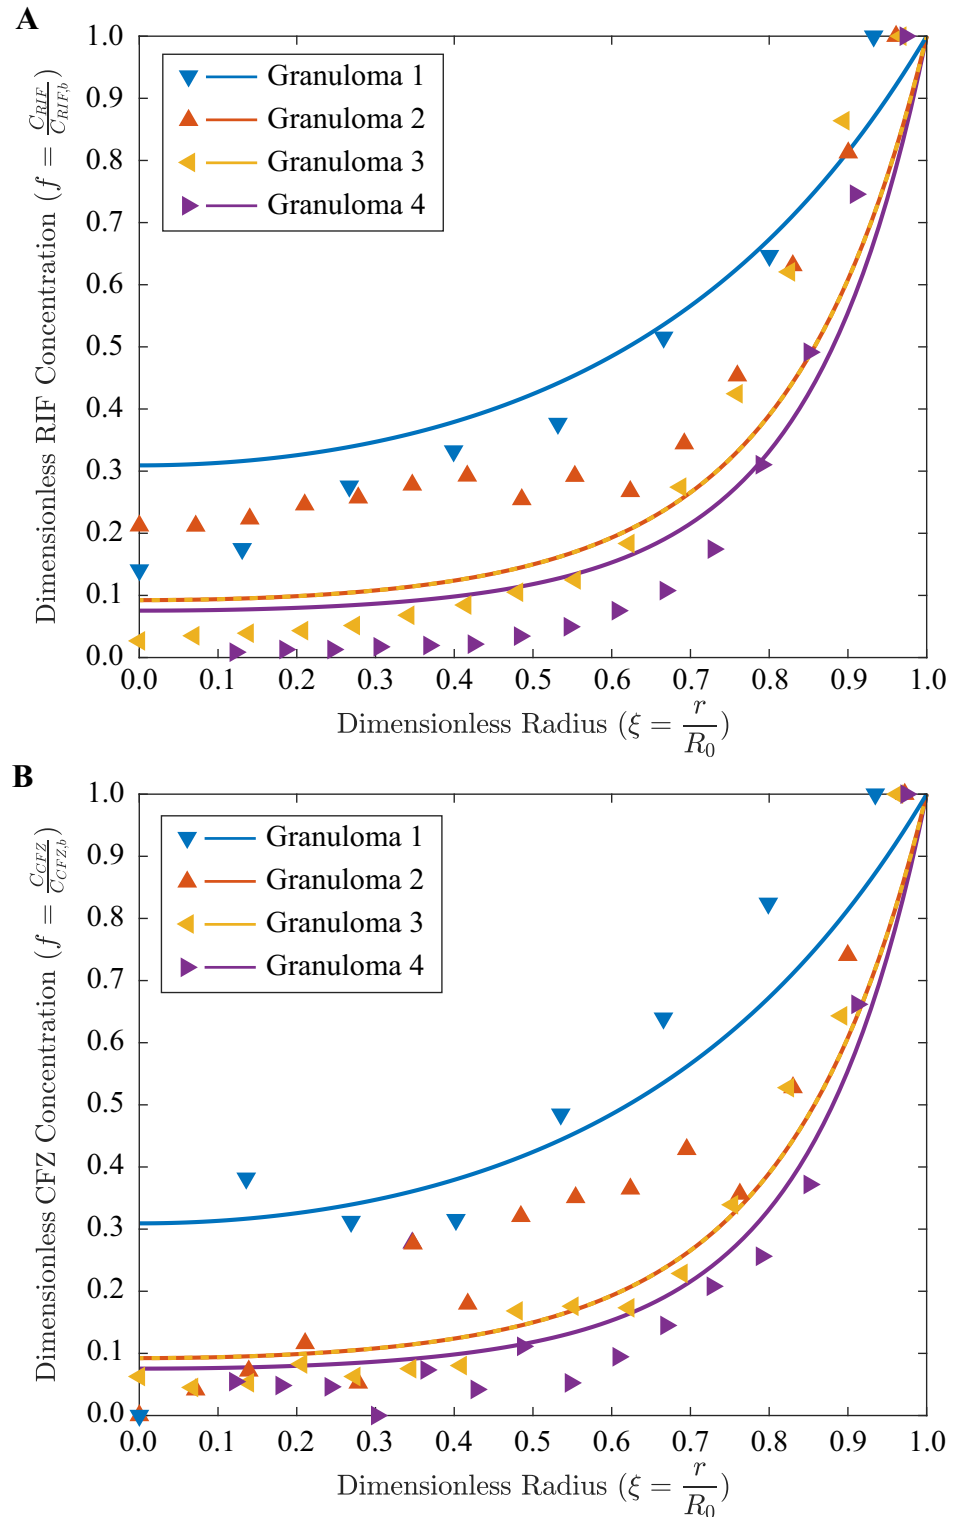 A
Dimensionless RIF Concentration (f = C_RIF/C_RIF,b)
1.0
0.9
0.8
0.7
0.6
0.5
0.4
0.3
0.2
0.1
0.0
Granuloma 1
Granuloma 2
Granuloma 3
Granuloma 4
0.0 0.1 0.2 0.3 0.4 0.5 0.6 0.7 0.8 0.9 1.0
Dimensionless Radius (ξ = r/R_0)
B
Dimensionless CFZ Concentration (f = C_CFZ/C_CFZ,b)
1.0
0.9
0.8
0.7
0.6
0.5
0.4
0.3
0.2
0.1
0.0
Granuloma 1
Granuloma 2
Granuloma 3
Granuloma 4
0.0 0.1 0.2 0.3 0.4 0.5 0.6 0.7 0.8 0.9 1.0
Dimensionless Radius (ξ = r/R_0)